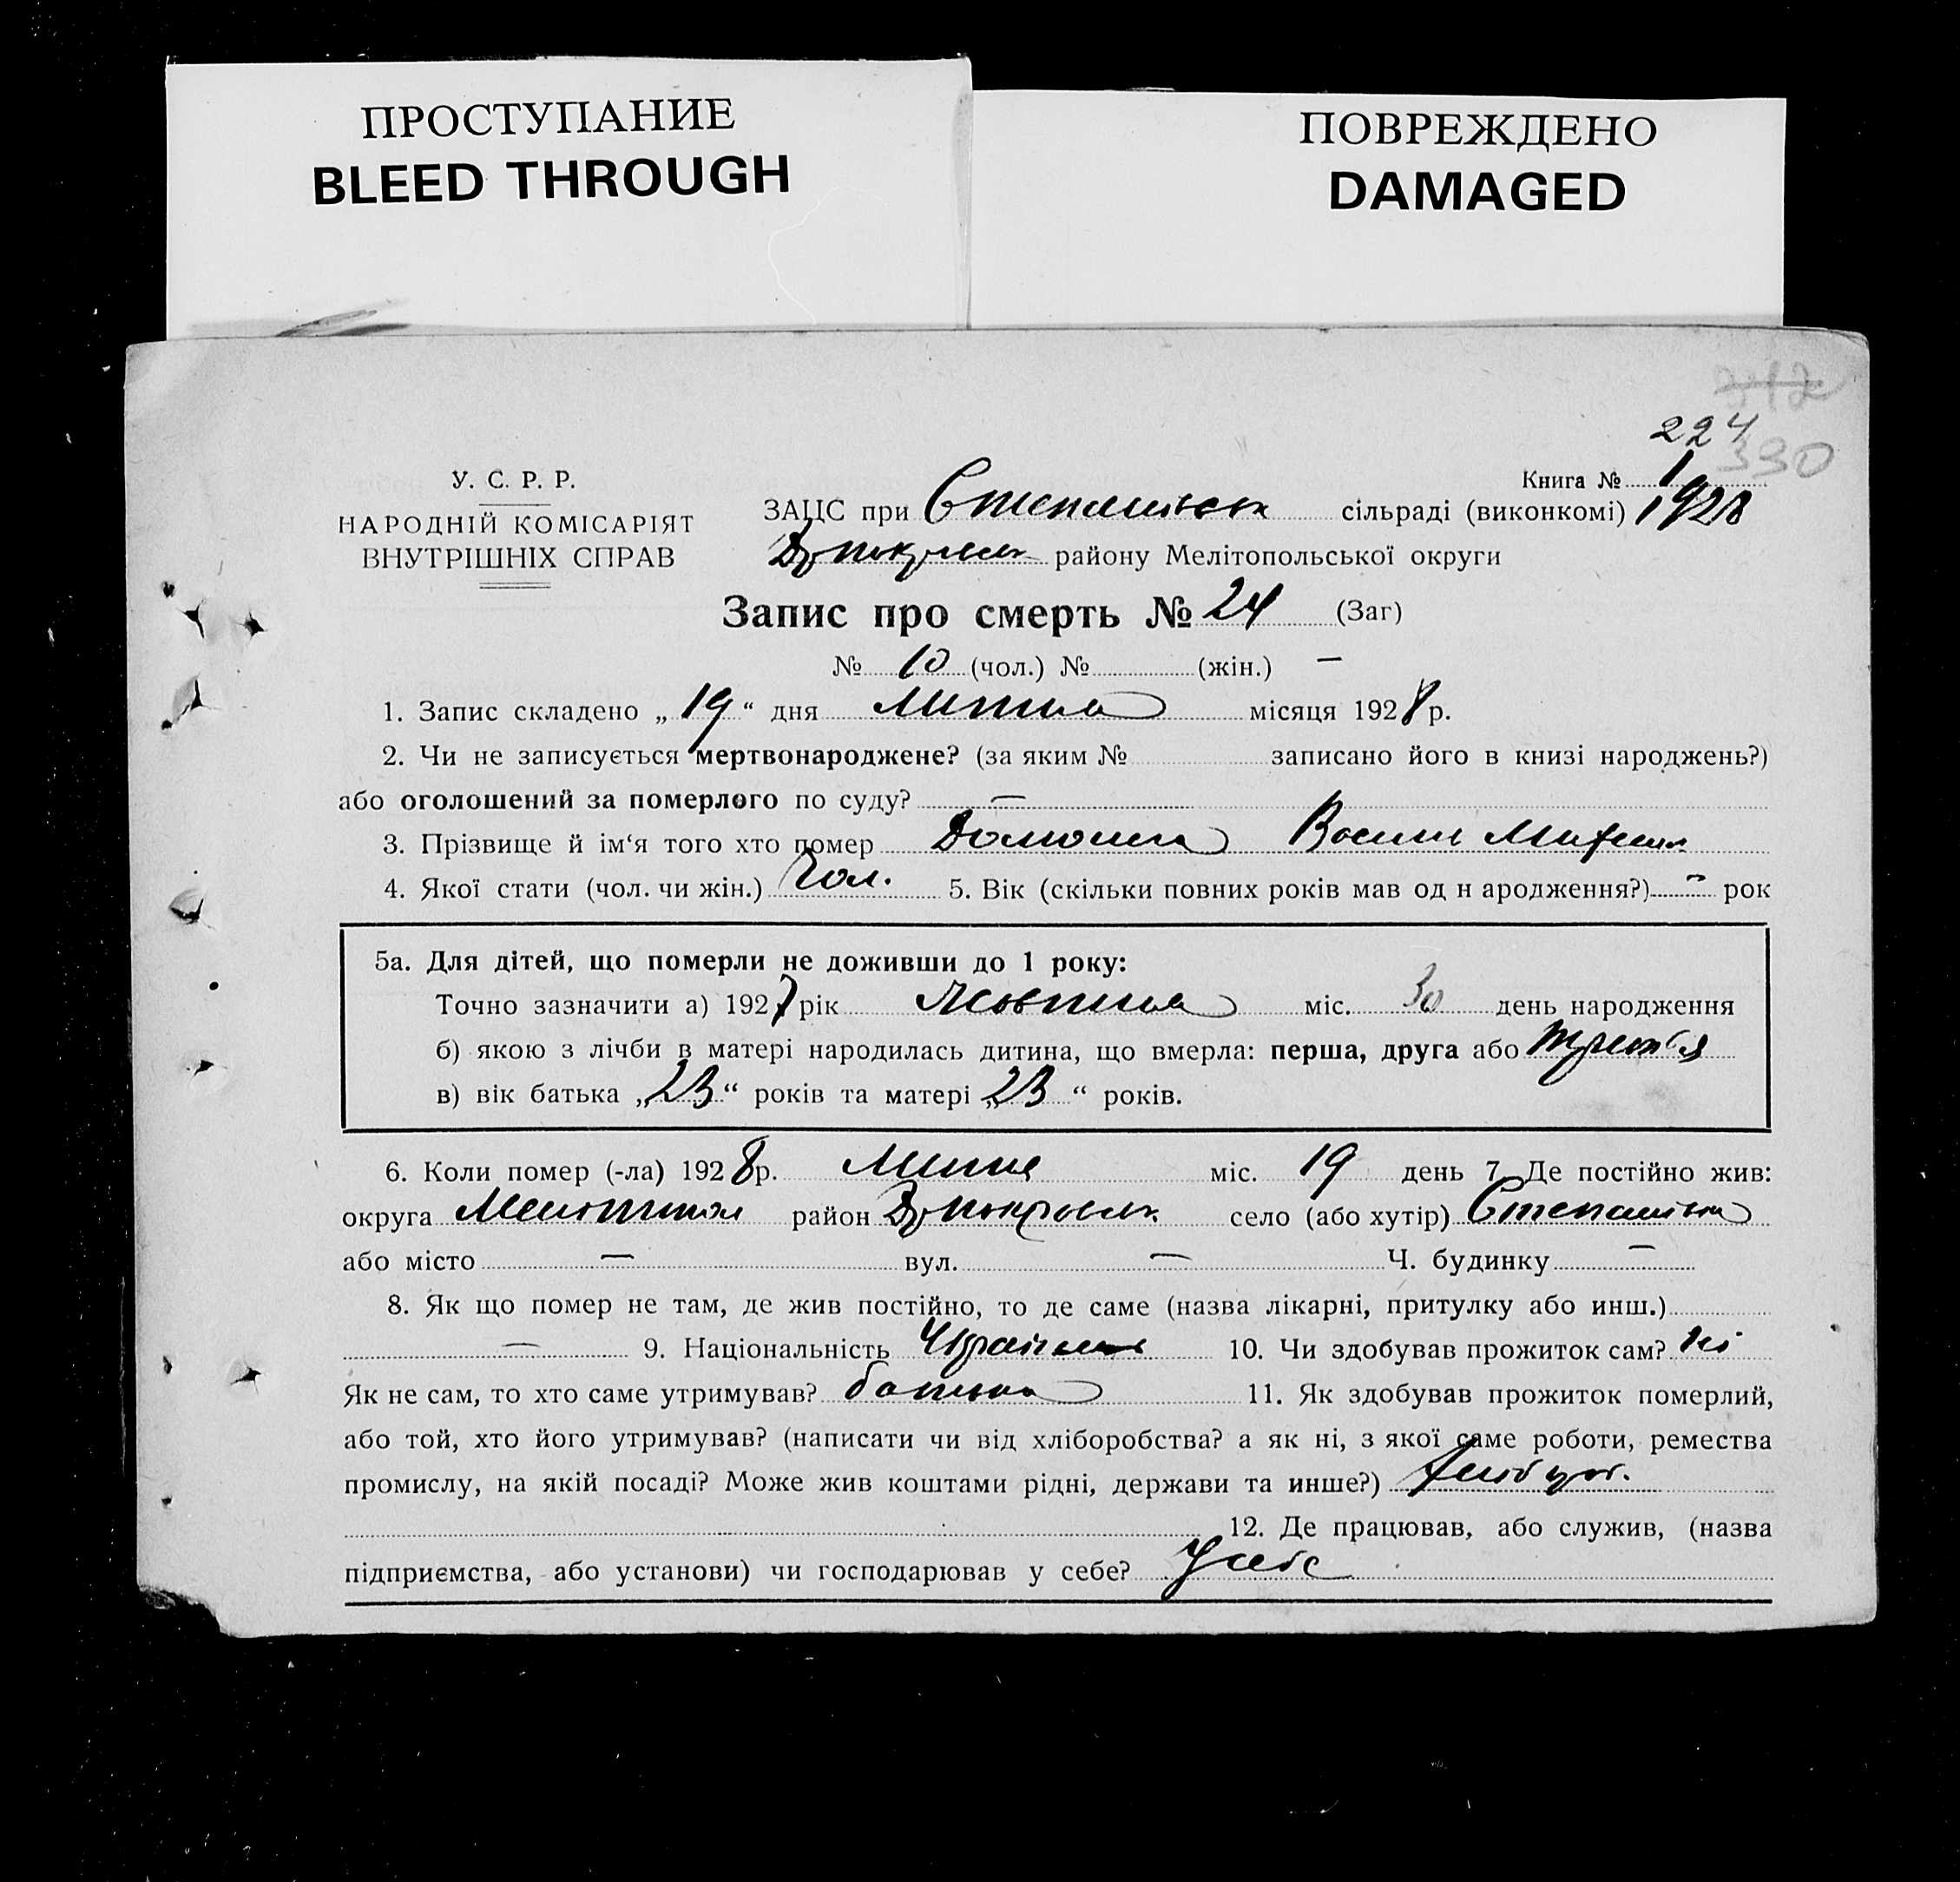 ПРОСТУПАНИЕ
BLEED THROUGH
ПОВРЕЖДЕНО
DAMAGED
212
224
330
У. С. Р. Р.
НАРОДНІЙ КОМІСАРІЯТ
ВНУТРІШНІХ СПРАВ
Книга № 1
ЗАЦС при Степанівськ сільраді (виконкомі) 1928
району Мелітопольської округи
Запис про смерть № 24 (Заг)
№ 10 (чол.) № (жін.) —
1. Запис складено „ 19 “ дня місяця 1928 р.
2. Чи не записується мертвонароджене? (за яким № записано його в книзі народжень?)
або оголошений за померлого по суду? —
3. Прізвище й ім‘я того хто помер Василь
4. Якої стати (чол. чи жін.) Чол. 5. Вік (скільки повних років мав од н ародження?) - рок
5а. Для дітей, що померли не доживши до 1 року:
Точно зазначити а) 1927 рік Жовтня міс. 30 день народження
б) якою з лічби в матері народилась дитина, що вмерла: перша, друга або
в) вік батька „ 23 “ років та матері „ 23 “ років.
6. Коли помер (-ла) 1928 р. міс. 19 день 7. Де постійно жив:
округа район село (або хутір) Степанівка
або місто — вул. — Ч. будинку —
8. Як що помер не там, де жив постійно, то де саме (назва лікарні, притулку або инш.)
— 9. Національність 10. Чи здобував прожиток сам? ні
Як не сам, то хто саме утримував? батько 11. Як здобував прожиток померлий,
або той, хто його утримував? (написати чи від хліборобства? а як ні, з якої саме роботи, ремества
промислу, на якій посаді? Може жив коштами рідні, держави та инше?)
12. Де працював, або служив, (назва
підприємства, або установи) чи господарював у себе? У себе